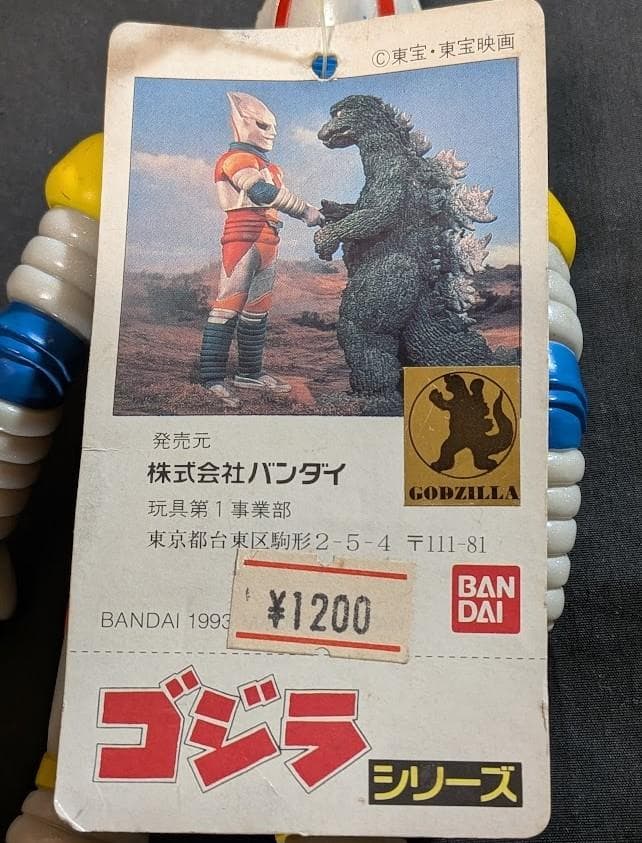 ©東宝・東宝映画
GODZILLA
発売元
株式会社バンダイ
玩具第1事業部
東京都台東区駒形2-5-4 〒111-81
BAN
DAI
BANDAI 1993
¥1200
ゴジラ
シリーズ